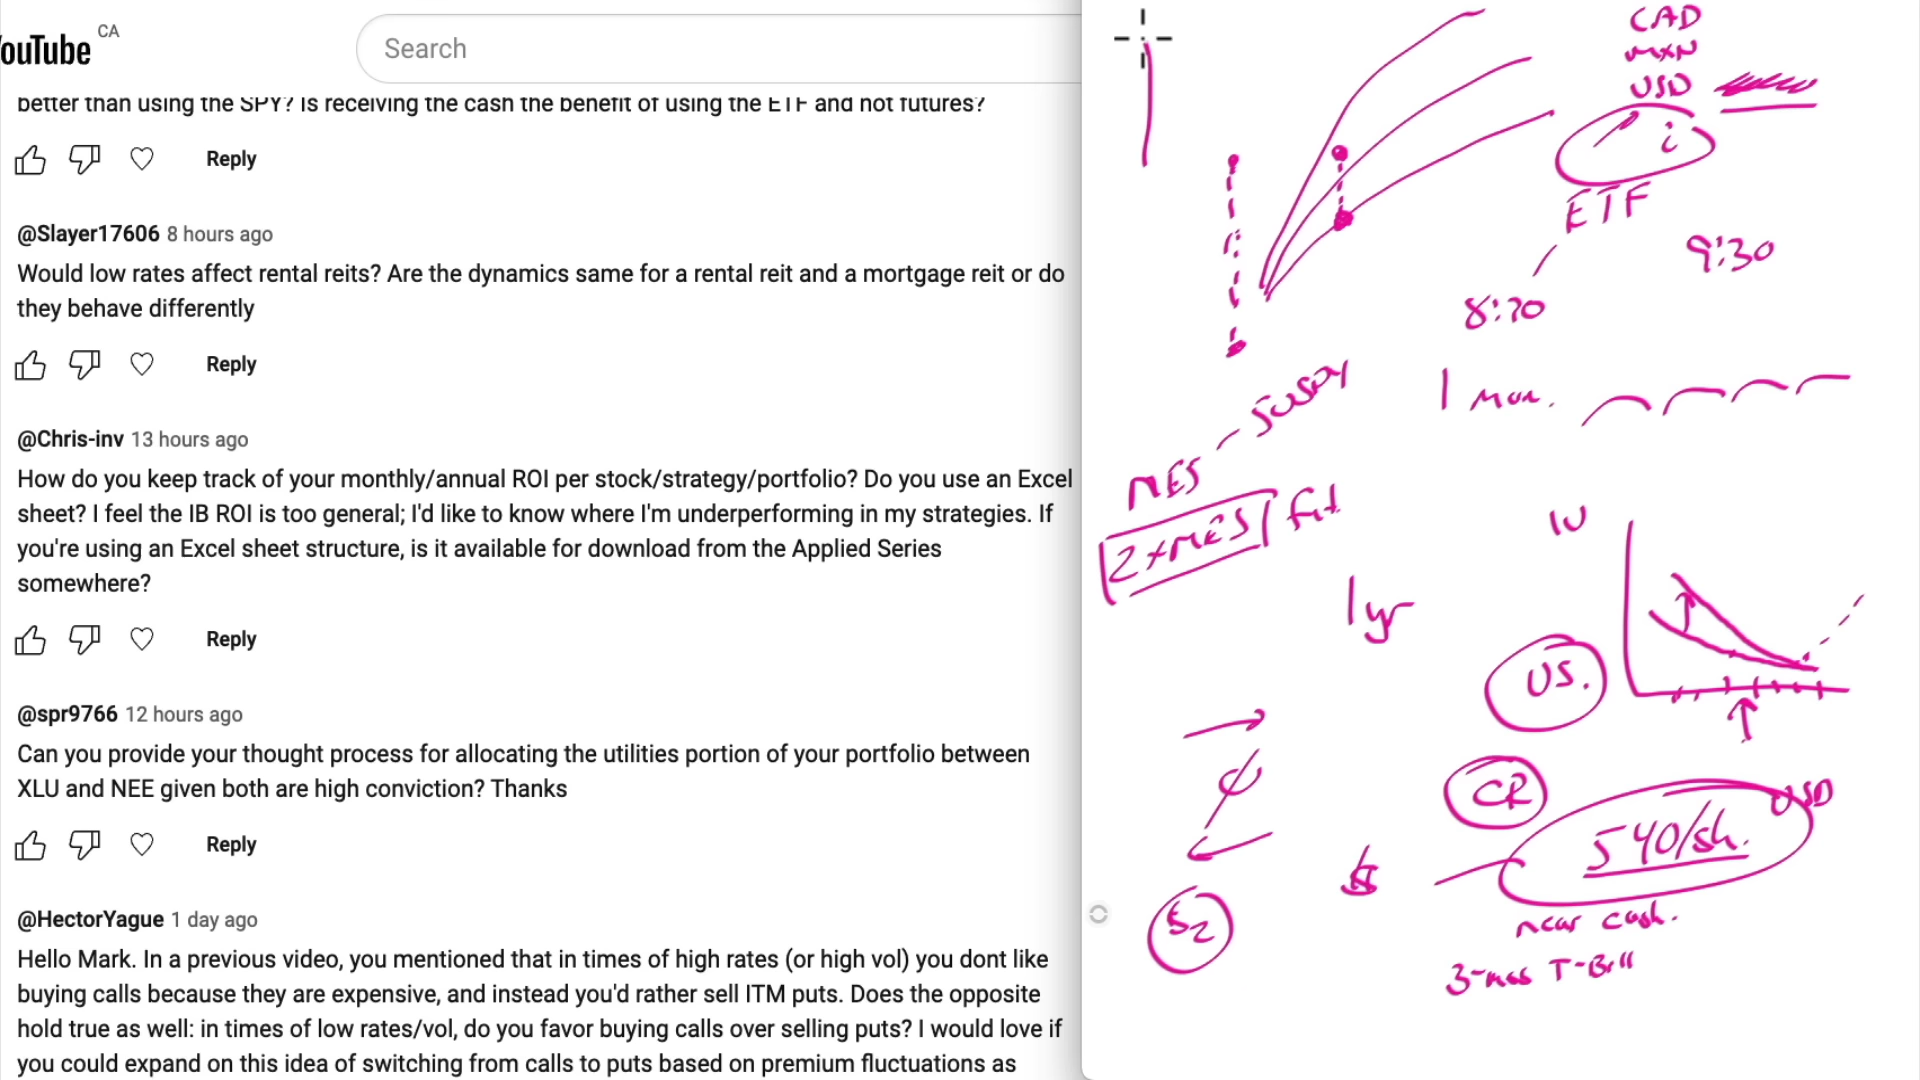 ouTube CA
Search
better than using the SPY? Is receiving the cash the benefit of using the ETF and not futures?
Reply
@Slayer17606 8 hours ago
Would low rates affect rental reits? Are the dynamics same for a rental reit and a mortgage reit or do
they behave differently
Reply
@Chris-inv 13 hours ago
How do you keep track of your monthly/annual ROI per stock/strategy/portfolio? Do you use an Excel
sheet? I feel the IB ROI is too general; I'd like to know where I'm underperforming in my strategies. If
you're using an Excel sheet structure, is it available for download from the Applied Series
somewhere?
Reply
@spr9766 12 hours ago
Can you provide your thought process for allocating the utilities portion of your portfolio between
XLU and NEE given both are high conviction? Thanks
Reply
@HectorYague 1 day ago
Hello Mark. In a previous video, you mentioned that in times of high rates (or high vol) you dont like
buying calls because they are expensive, and instead you'd rather sell ITM puts. Does the opposite
hold true as well: in times of low rates/vol, do you favor buying calls over selling puts? I would love if
you could expand on this idea of switching from calls to puts based on premium fluctuations as
CAD
MXN
USD
i
ETF
9:30
1 mon.
MES
2xMES
1yr
US.
CR
540/sh.
USD
near cash.
3-mos T-Bill